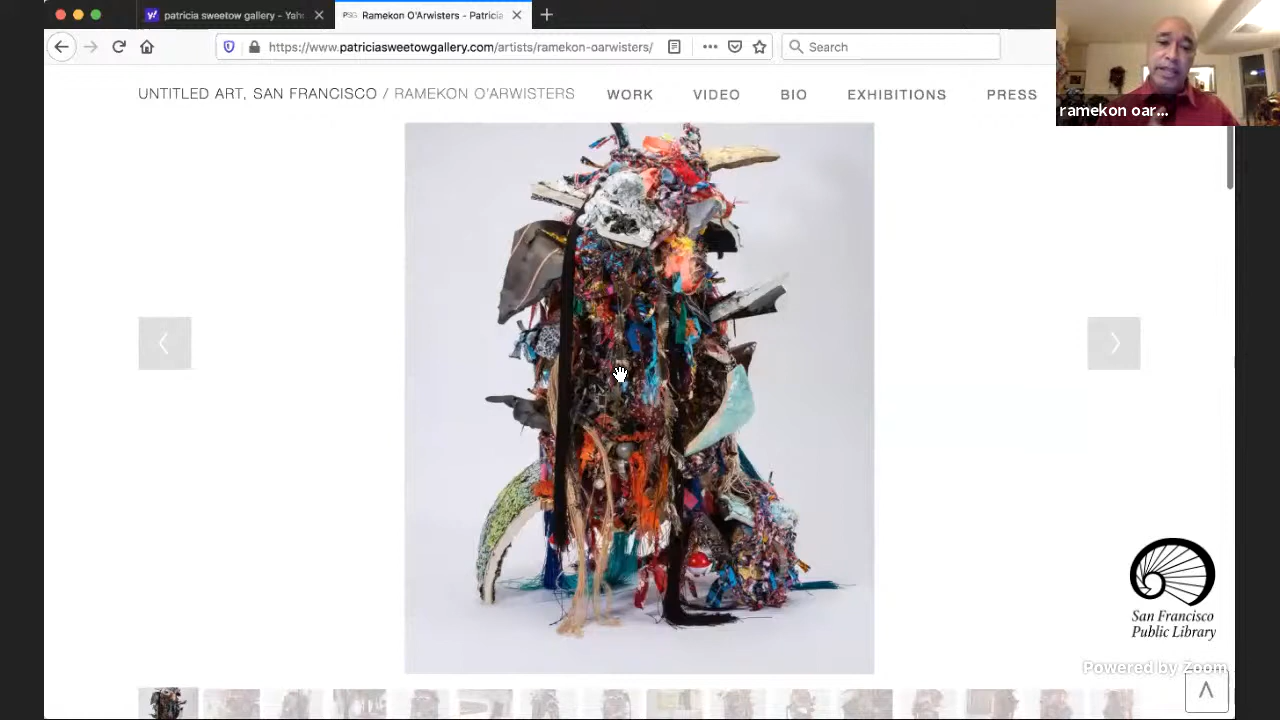 patricia sweetow gallery - Yah
Ramekon O'Arwisters - Patricia
https://www.patriciasweetowgallery.com/artists/ramekon-oarwisters/
Search
ramekon oar...
UNTITLED ART, SAN FRANCISCO / RAMEKON O'ARWISTERS
WORK
VIDEO
BIO
EXHIBITIONS
PRESS
San Francisco
Public Library
Powered by Zoom